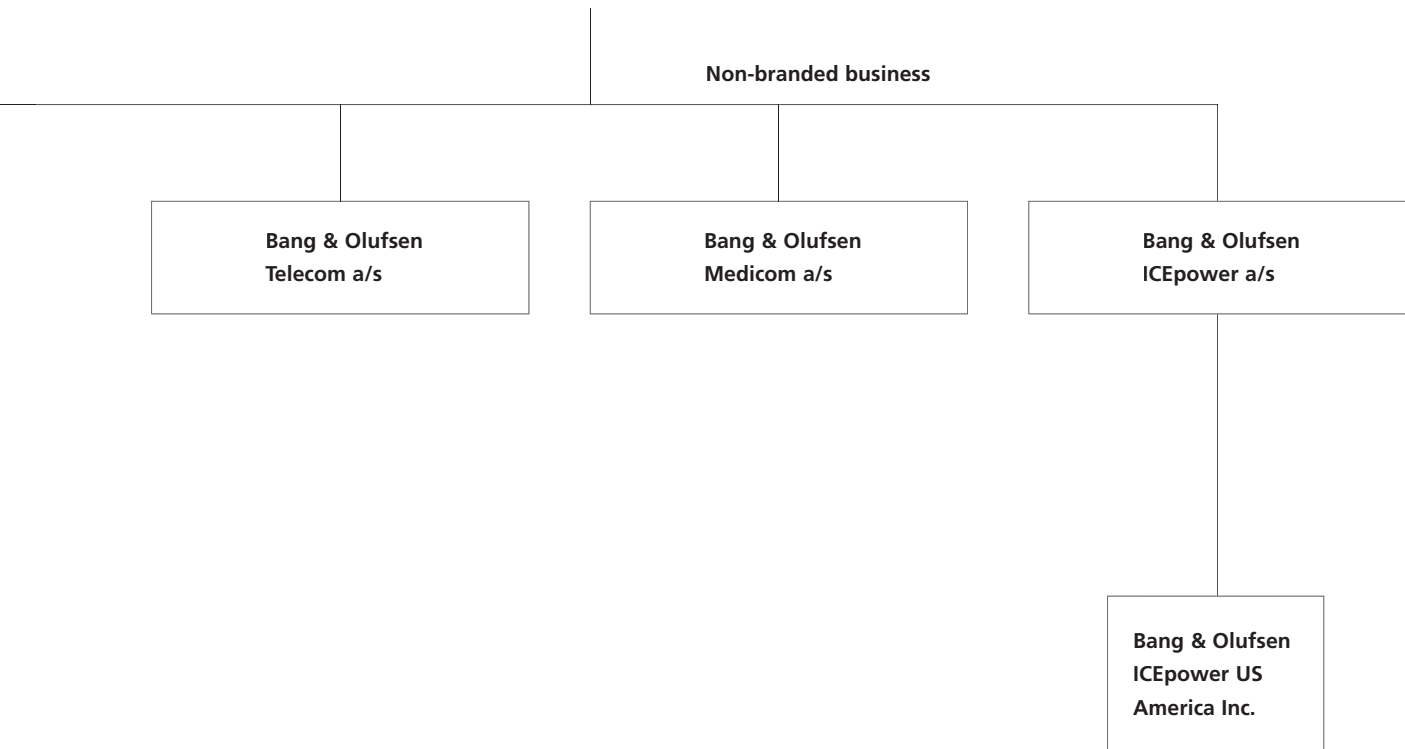 Non-branded business
Bang & Olufsen
Telecom a/s
Bang & Olufsen
Medicom a/s
Bang & Olufsen
ICEpower a/s
Bang & Olufsen
ICEpower US
America Inc.